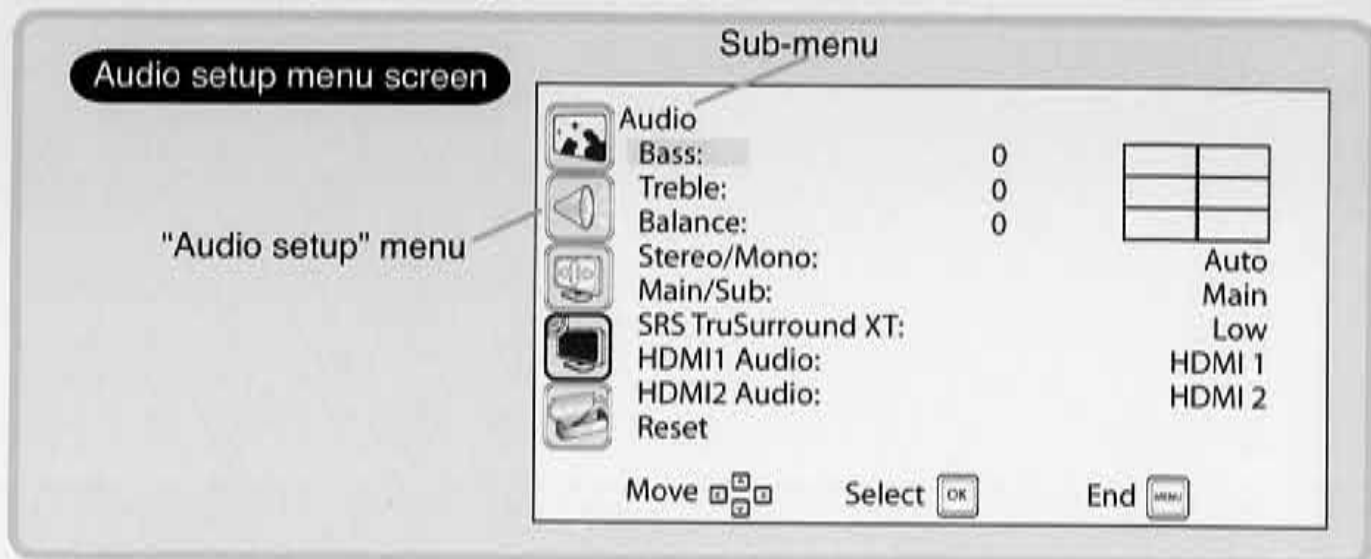 Sub-menu
Audio setup menu screen
"Audio setup" menu
Audio
Bass: 0
Treble: 0
Balance: 0
Stereo/Mono: Auto
Main/Sub: Main
SRS TruSurround XT: Low
HDMI1 Audio: HDMI 1
HDMI2 Audio: HDMI 2
Reset
Move Select OK End MENU